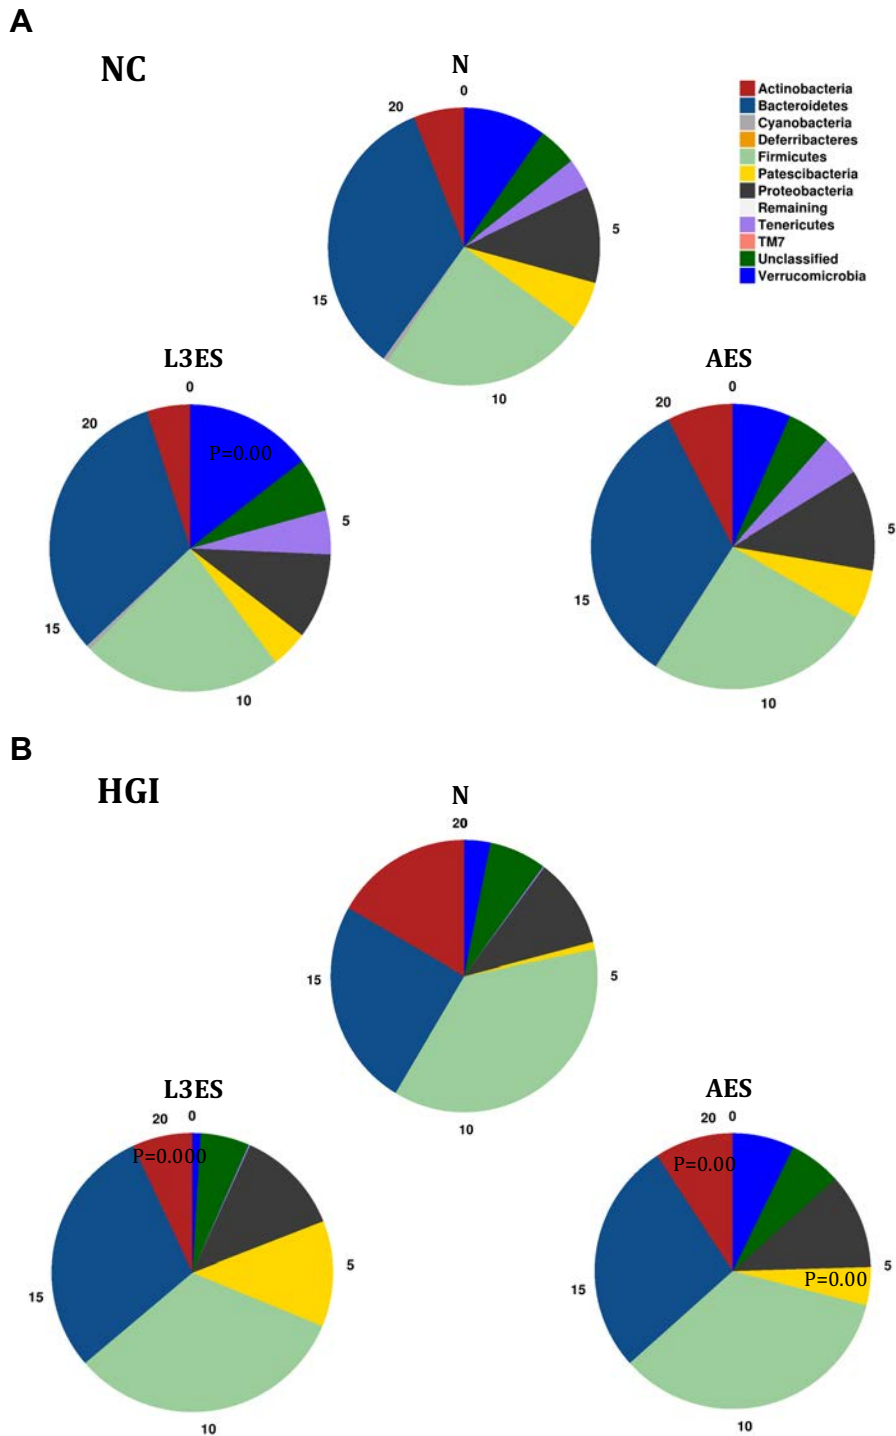 A
NC
N
0
20
5
15
10
Actinobacteria
Bacteroidetes
Cyanobacteria
Deferribacteres
Firmicutes
Patescibacteria
Proteobacteria
Remaining
Tenericutes
TM7
Unclassified
Verrucomicrobia
L3ES
0
20
P=0.00
5
15
10
AES
0
20
5
15
10
B
HGI
N
20
5
15
10
L3ES
20 0
P=0.000
5
15
10
AES
20 0
P=0.00
5
P=0.00
15
10